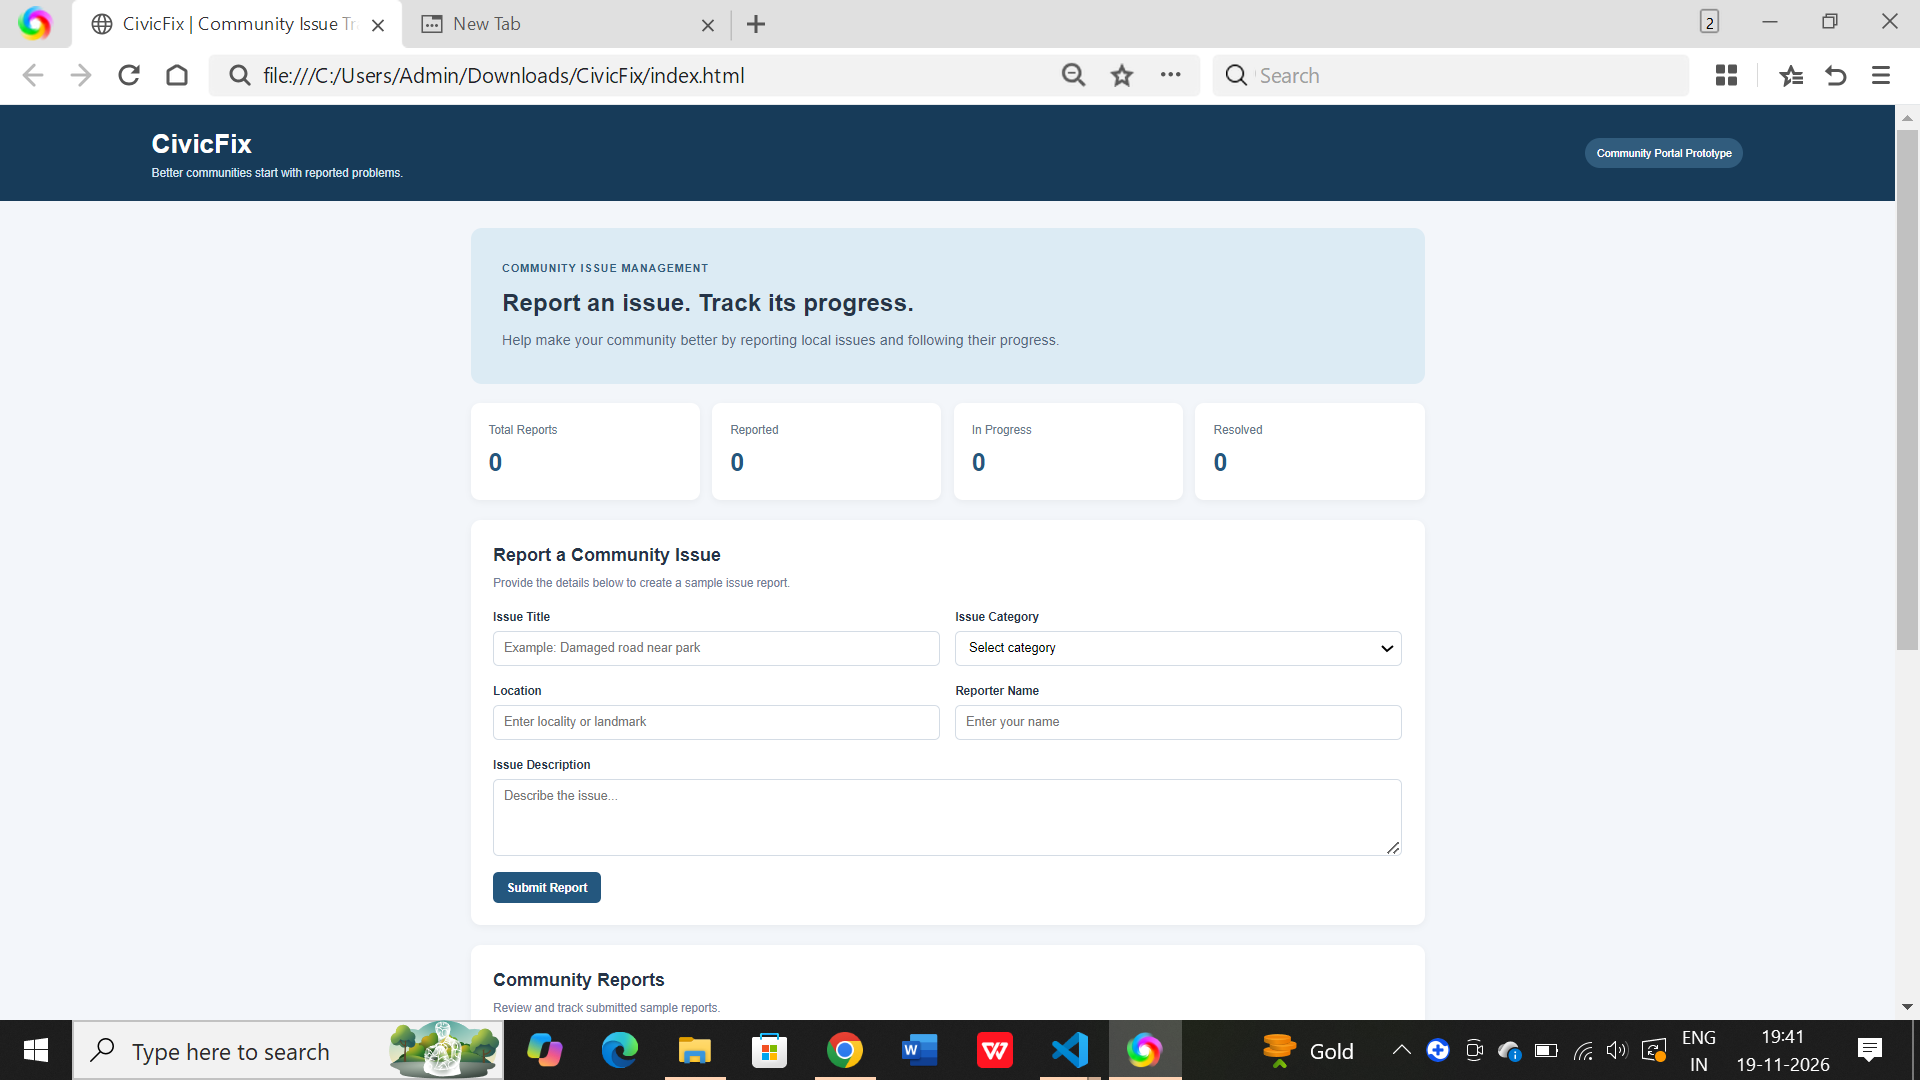 CivicFix | Community Issue Tr
New Tab
2
file:///C:/Users/Admin/Downloads/CivicFix/index.html
Search
CivicFix
Better communities start with reported problems.
Community Portal Prototype
COMMUNITY ISSUE MANAGEMENT
Report an issue. Track its progress.
Help make your community better by reporting local issues and following their progress.
Total Reports
0
Reported
0
In Progress
0
Resolved
0
Report a Community Issue
Provide the details below to create a sample issue report.
Issue Title
Issue Category
Example: Damaged road near park
Select category
Location
Reporter Name
Enter locality or landmark
Enter your name
Issue Description
Describe the issue...
Submit Report
Community Reports
Review and track submitted sample reports.
Type here to search
Gold
ENG
IN
19:41
19-11-2026